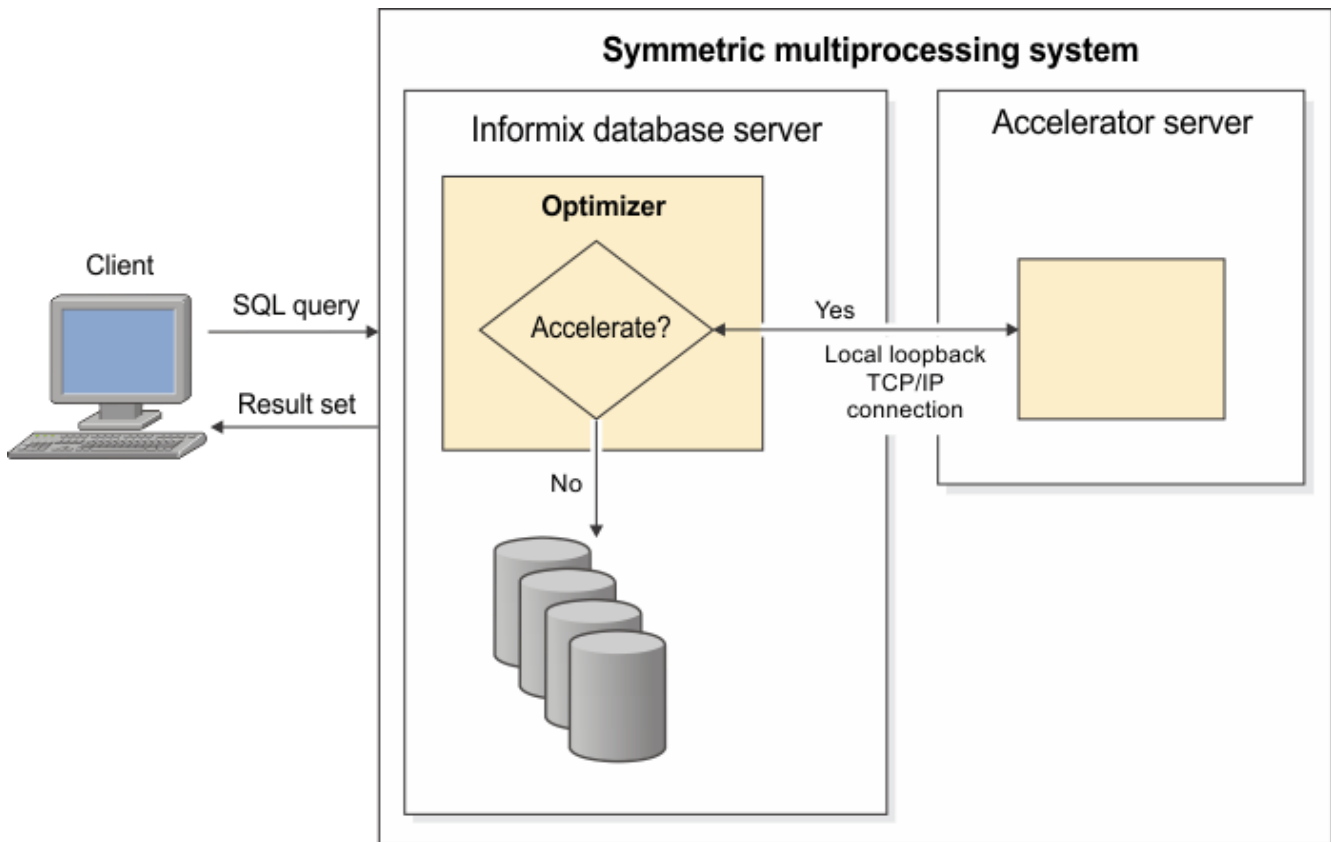 Symmetric multiprocessing system
Informix database server
Accelerator server
Optimizer
Client
SQL query
Accelerate?
Yes
Local loopback
TCP/IP
connection
Result set
No